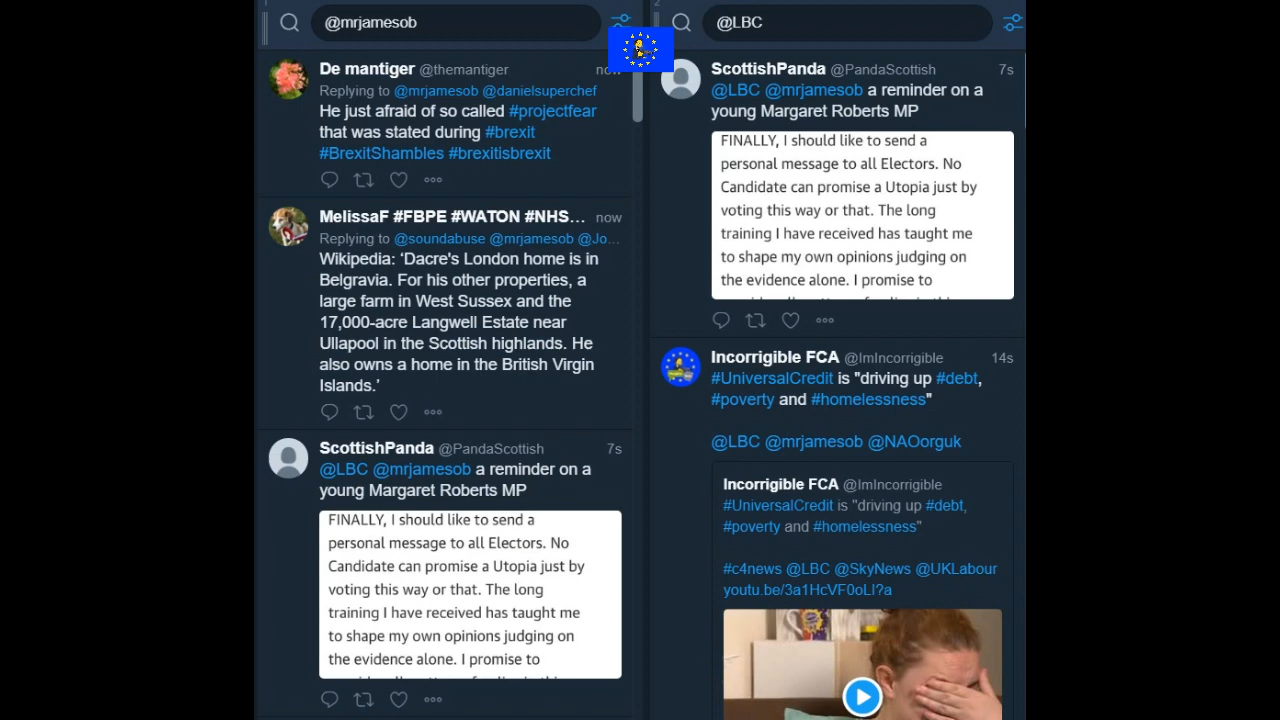 1
@mrjamesob
De mantiger @themantiger now
Replying to @mrjamesob @danielsuperchef
He just afraid of so called #projectfear
that was stated during #brexit
#BrexitShambles #brexitisbrexit
MelissaF #FBPE #WATON #NHS... now
Replying to @soundabuse @mrjamesob @Jo...
Wikipedia: ‘Dacre's London home is in
Belgravia. For his other properties, a
large farm in West Sussex and the
17,000-acre Langwell Estate near
Ullapool in the Scottish highlands. He
also owns a home in the British Virgin
Islands.’
ScottishPanda @PandaScottish 7s
@LBC @mrjamesob a reminder on a
young Margaret Roberts MP
FINALLY, I should like to send a
personal message to all Electors. No
Candidate can promise a Utopia just by
voting this way or that. The long
training I have received has taught me
to shape my own opinions judging on
the evidence alone. I promise to
2
@LBC
ScottishPanda @PandaScottish 7s
@LBC @mrjamesob a reminder on a
young Margaret Roberts MP
FINALLY, I should like to send a
personal message to all Electors. No
Candidate can promise a Utopia just by
voting this way or that. The long
training I have received has taught me
to shape my own opinions judging on
the evidence alone. I promise to
Incorrigible FCA @ImIncorrigible 14s
#UniversalCredit is "driving up #debt,
#poverty and #homelessness"
@LBC @mrjamesob @NAOorguk
Incorrigible FCA @ImIncorrigible
#UniversalCredit is "driving up #debt,
#poverty and #homelessness"
#c4news @LBC @SkyNews @UKLabour
youtu.be/3a1HcVF0oLI?a